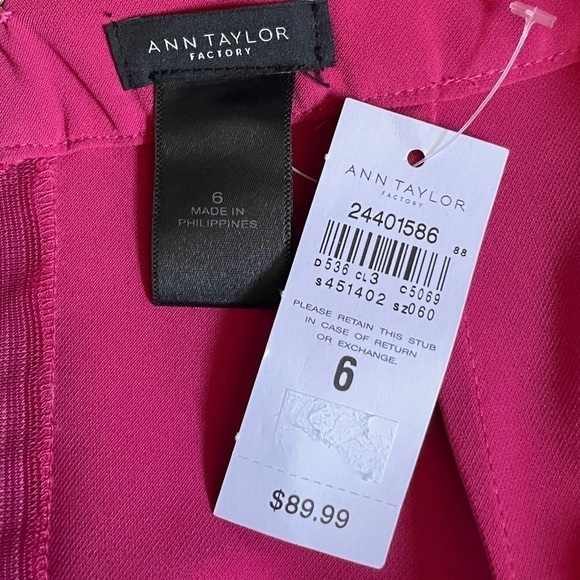 ANN TAYLOR
FACTORY
6
MADE IN
PHILIPPINES
ANN TAYLOR
FACTORY
24401586
88
D536 CL3 C5069
S451402 SZ060
PLEASE RETAIN THIS STUB
IN CASE OF RETURN
OR EXCHANGE.
6
$89.99